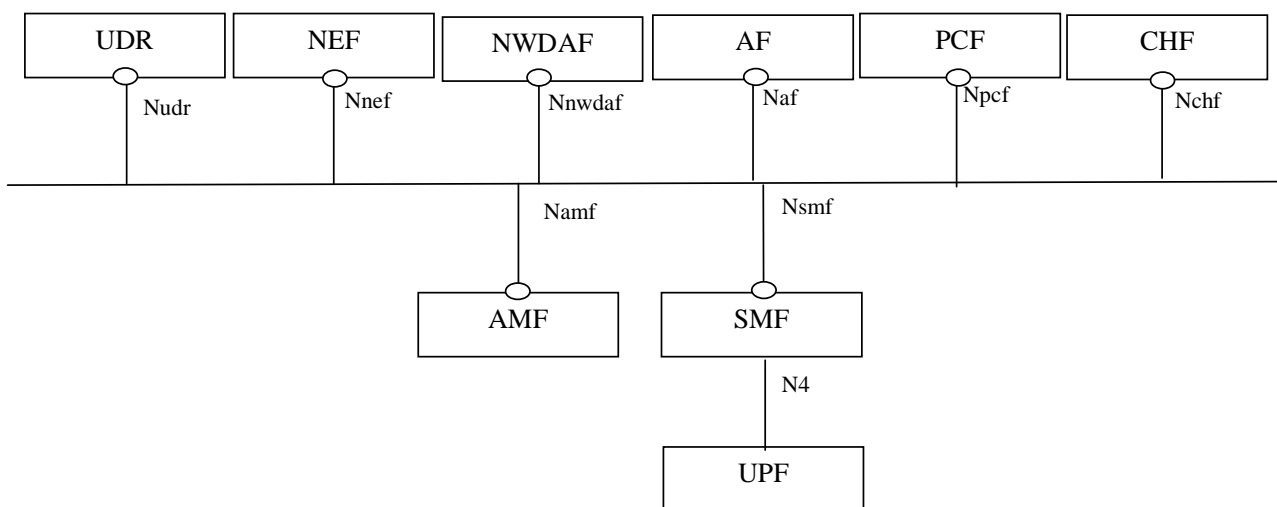 UDR NEF NWDAF AF PCF CHF
Nudr Nnef Nnwdaf Naf Npcf Nchf
Namf Nsmf
AMF SMF
N4
UPF